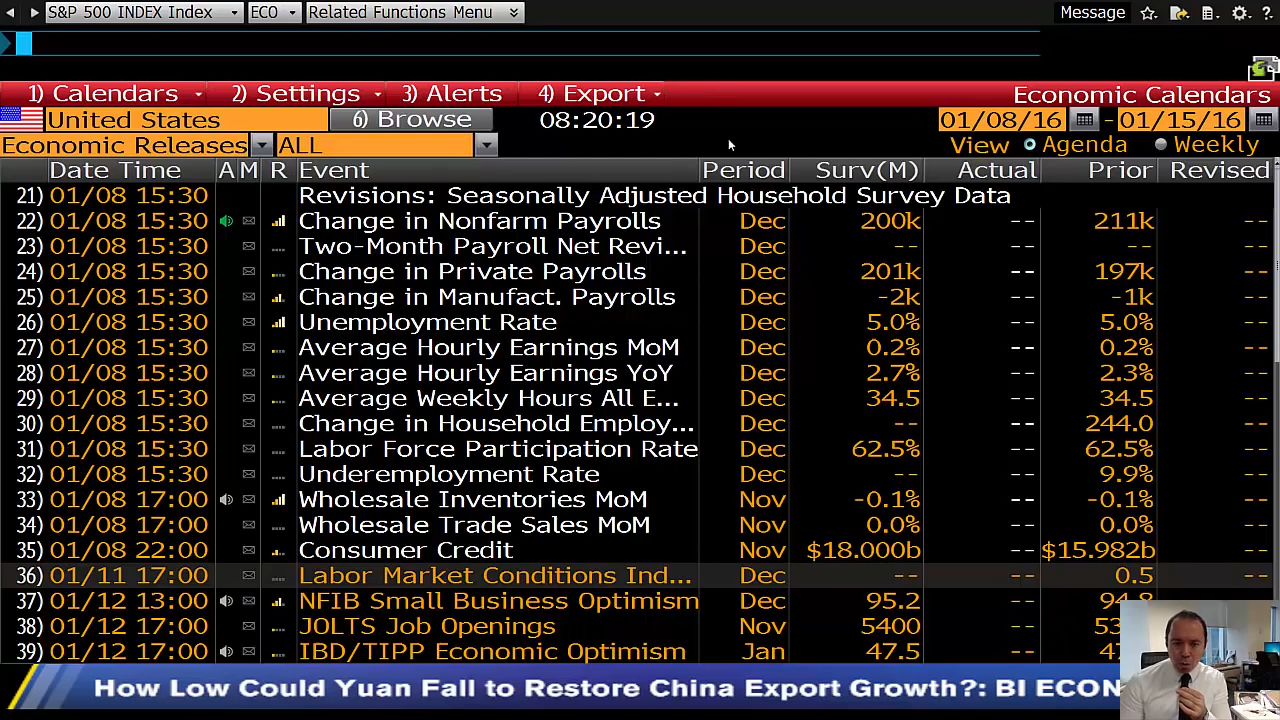 S&P 500 INDEX Index ECO Related Functions Menu Message ?
1) Calendars 2) Settings 3) Alerts 4) Export Economic Calendars
United States 6) Browse 08:20:19 01/08/16 - 01/15/16
Economic Releases ALL View Agenda Weekly
Date Time A M R Event Period Surv(M) Actual Prior Revised
21) 01/08 15:30 Revisions: Seasonally Adjusted Household Survey Data
22) 01/08 15:30 Change in Nonfarm Payrolls Dec 200k -- 211k --
23) 01/08 15:30 Two-Month Payroll Net Revi... Dec -- -- -- --
24) 01/08 15:30 Change in Private Payrolls Dec 201k -- 197k --
25) 01/08 15:30 Change in Manufact. Payrolls Dec -2k -- -1k --
26) 01/08 15:30 Unemployment Rate Dec 5.0% -- 5.0% --
27) 01/08 15:30 Average Hourly Earnings MoM Dec 0.2% -- 0.2% --
28) 01/08 15:30 Average Hourly Earnings YoY Dec 2.7% -- 2.3% --
29) 01/08 15:30 Average Weekly Hours All E... Dec 34.5 -- 34.5 --
30) 01/08 15:30 Change in Household Employ... Dec -- -- 244.0 --
31) 01/08 15:30 Labor Force Participation Rate Dec 62.5% -- 62.5% --
32) 01/08 15:30 Underemployment Rate Dec -- -- 9.9% --
33) 01/08 17:00 Wholesale Inventories MoM Nov -0.1% -- -0.1% --
34) 01/08 17:00 Wholesale Trade Sales MoM Nov 0.0% -- 0.0% --
35) 01/08 22:00 Consumer Credit Nov $18.000b -- $15.982b --
36) 01/11 17:00 Labor Market Conditions Ind... Dec -- -- 0.5 --
37) 01/12 13:00 NFIB Small Business Optimism Dec 95.2 -- 94.8
38) 01/12 17:00 JOLTS Job Openings Nov 5400 --
39) 01/12 17:00 IBD/TIPP Economic Optimism Jan 47.5 --
How Low Could Yuan Fall to Restore China Export Growth?: BI ECON